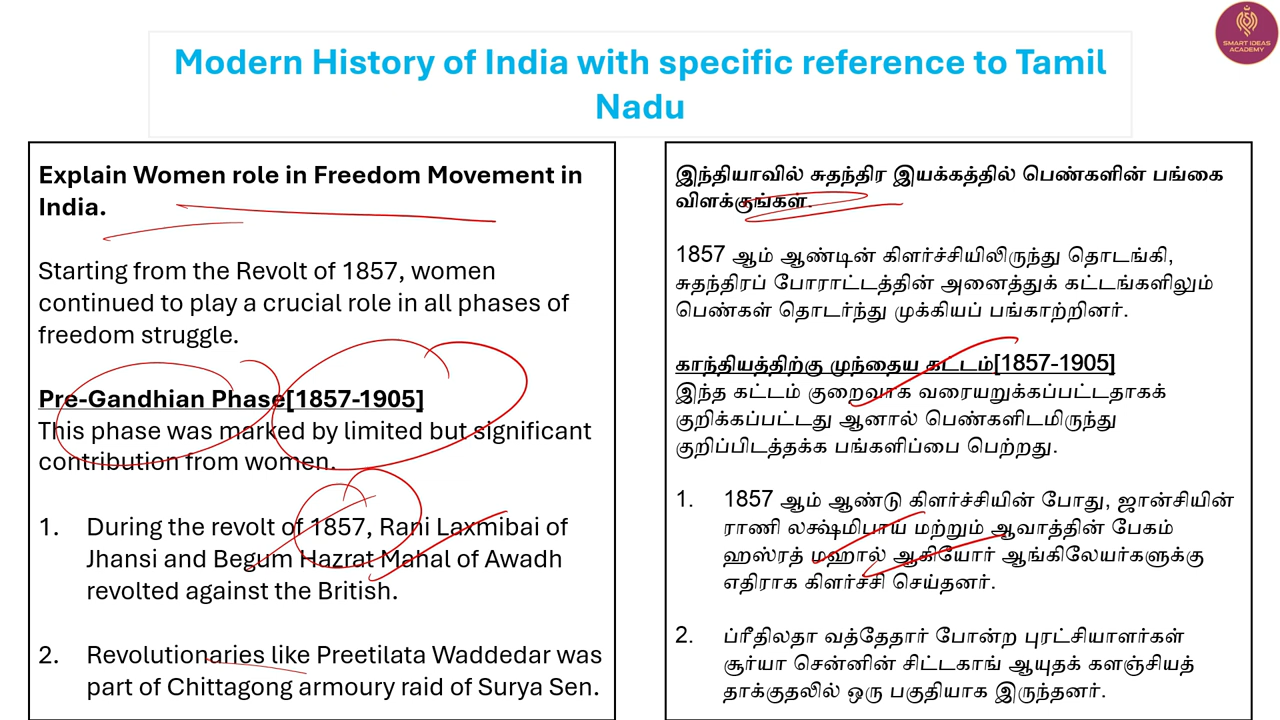 SMART IDEAS
ACADEMY
Modern History of India with specific reference to Tamil
Nadu
Explain Women role in Freedom Movement in
India.
Starting from the Revolt of 1857, women
continued to play a crucial role in all phases of
freedom struggle.
Pre-Gandhian Phase[1857-1905]
This phase was marked by limited but significant
contribution from women.
1. During the revolt of 1857, Rani Laxmibai of
Jhansi and Begum Hazrat Mahal of Awadh
revolted against the British.
2. Revolutionaries like Preetilata Waddedar was
part of Chittagong armoury raid of Surya Sen.
இந்தியாவில் சுதந்திர இயக்கத்தில் பெண்களின் பங்கை
விளக்குங்கள்.
1857 ஆம் ஆண்டின் கிளர்ச்சியிலிருந்து தொடங்கி,
சுதந்திரப் போராட்டத்தின் அனைத்துக் கட்டங்களிலும்
பெண்கள் தொடர்ந்து முக்கியப் பங்காற்றினர்.
காந்தியத்திற்கு முந்தைய கட்டம்[1857-1905]
இந்த கட்டம் குறைவாக வரையறுக்கப்பட்டதாகக்
குறிக்கப்பட்டது ஆனால் பெண்களிடமிருந்து
குறிப்பிடத்தக்க பங்களிப்பை பெற்றது.
1. 1857 ஆம் ஆண்டு கிளர்ச்சியின் போது, ஜான்சியின்
ராணி லக்ஷ்மிபாய் மற்றும் ஆவாத்தின் பேகம்
ஹஸ்ரத் மஹால் ஆகியோர் ஆங்கிலேயர்களுக்கு
எதிராக கிளர்ச்சி செய்தனர்.
2. ப்ரீதிலதா வத்தேதார் போன்ற புரட்சியாளர்கள்
சூர்யா சென்னின் சிட்டகாங் ஆயுதக் களஞ்சியத்
தாக்குதலில் ஒரு பகுதியாக இருந்தனர்.